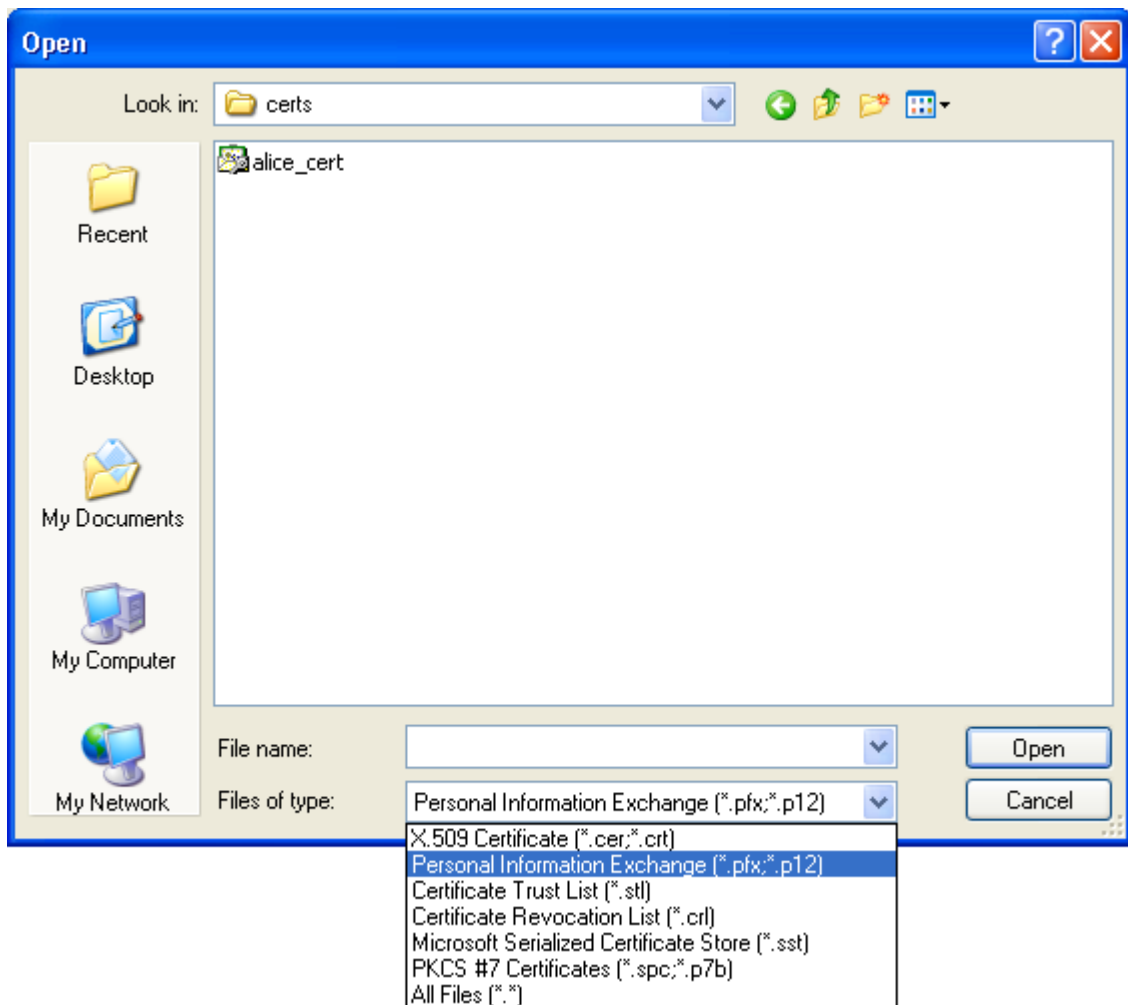 Open
Look in:
certs
alice_cert
Recent
Desktop
My Documents
My Computer
My Network
File name:
Open
Files of type:
Personal Information Exchange (*.pfx;*.p12)
Cancel
X.509 Certificate (*.cer;*.crt)
Personal Information Exchange (*.pfx;*.p12)
Certificate Trust List (*.stl)
Certificate Revocation List (*.crl)
Microsoft Serialized Certificate Store (*.sst)
PKCS #7 Certificates (*.spc;*.p7b)
All Files (*.*)